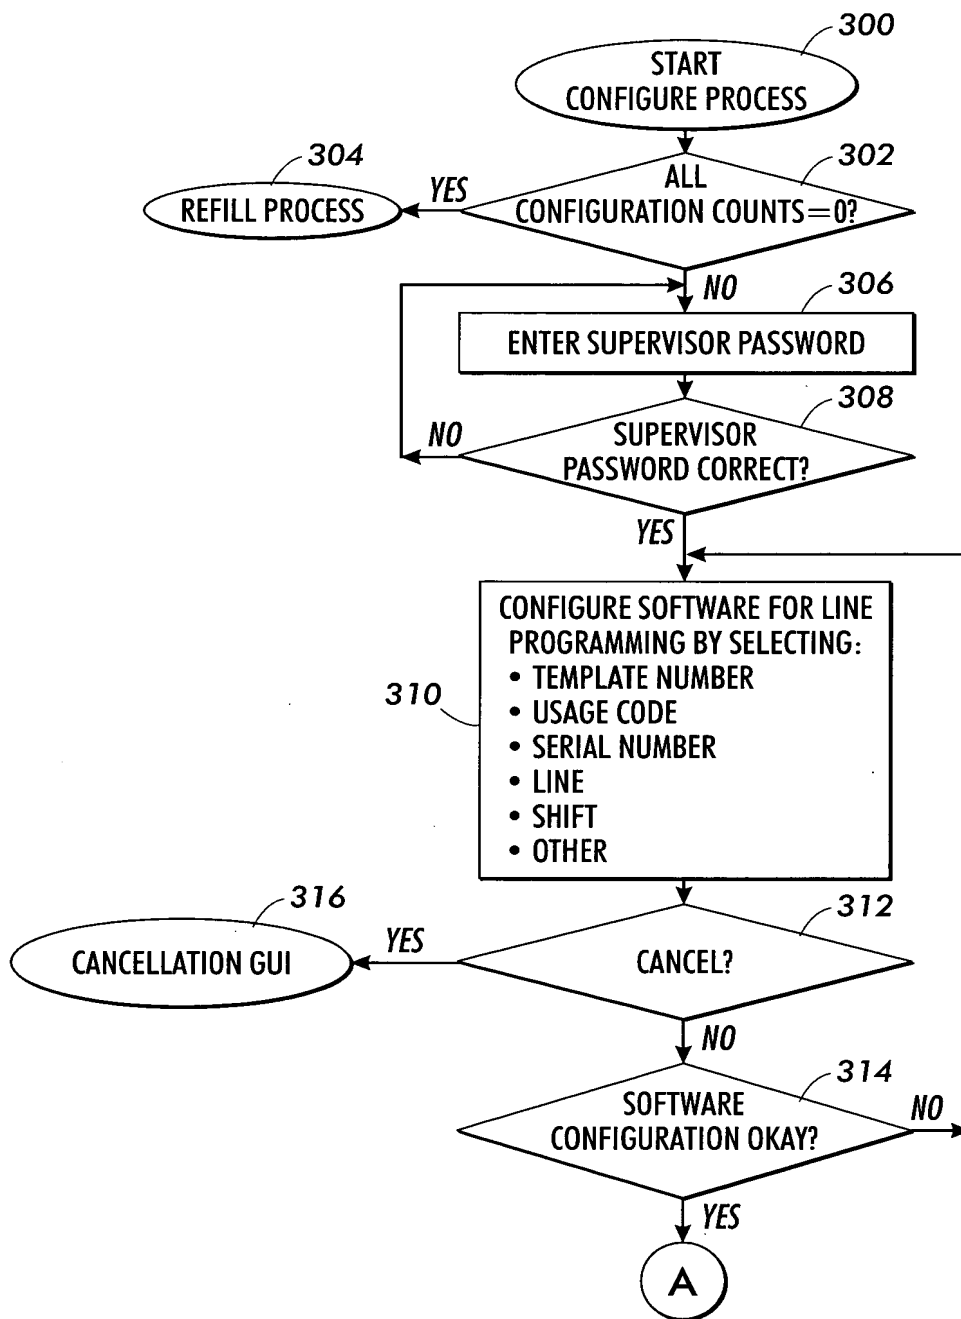 300
START
CONFIGURE PROCESS
304
302
ALL
CONFIGURATION COUNTS=0?
YES
REFILL PROCESS
NO
306
ENTER SUPERVISOR PASSWORD
308
NO
SUPERVISOR
PASSWORD CORRECT?
YES
310
CONFIGURE SOFTWARE FOR LINE
PROGRAMMING BY SELECTING:
• TEMPLATE NUMBER
• USAGE CODE
• SERIAL NUMBER
• LINE
• SHIFT
• OTHER
316
312
YES
CANCELLATION GUI
CANCEL?
NO
314
SOFTWARE
CONFIGURATION OKAY?
NO
YES
A